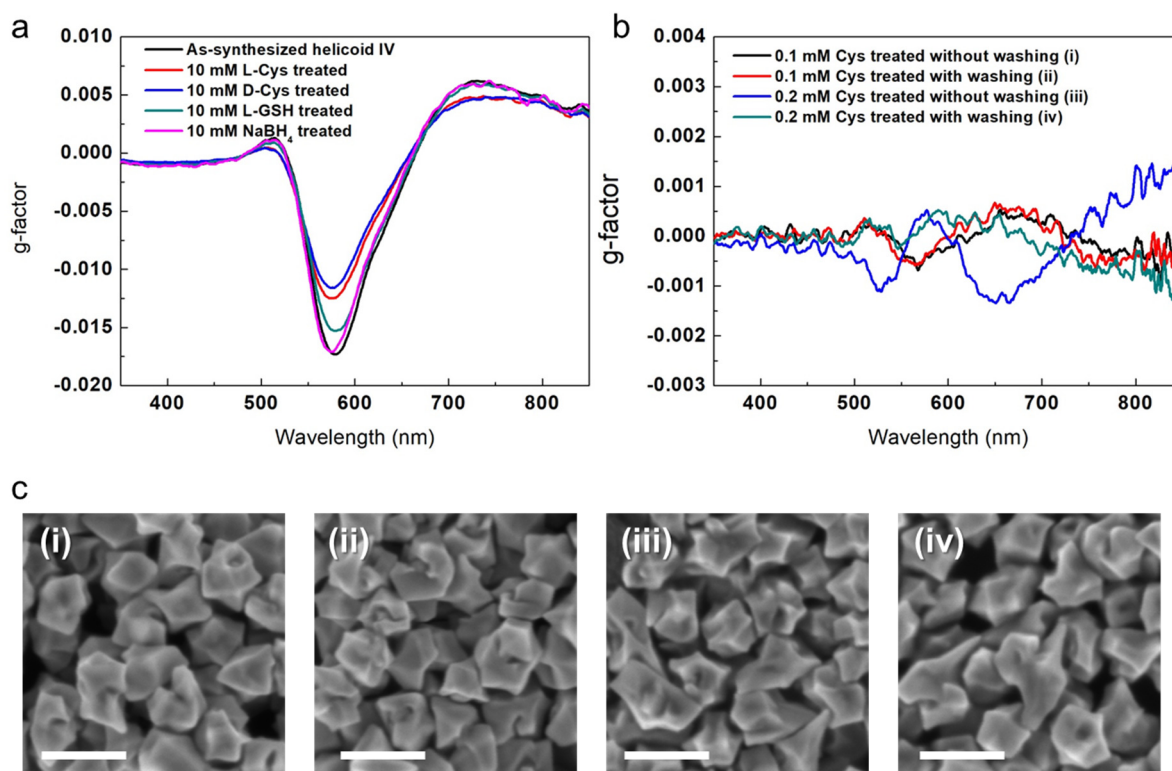 a
0.010
0.005
0.000
-0.005
-0.010
-0.015
-0.020
g-factor
As-synthesized helicoid IV
10 mM L-Cys treated
10 mM D-Cys treated
10 mM L-GSH treated
10 mM NaBH₄ treated
400 500 600 700 800
Wavelength (nm)
b
0.004
0.003
0.002
0.001
0.000
-0.001
-0.003
g-factor
0.1 mM Cys treated without washing (i)
0.1 mM Cys treated with washing (ii)
0.2 mM Cys treated without washing (iii)
0.2 mM Cys treated with washing (iv)
400 500 600 700 800
Wavelength (nm)
c
(i)
(ii)
(iii)
(iv)